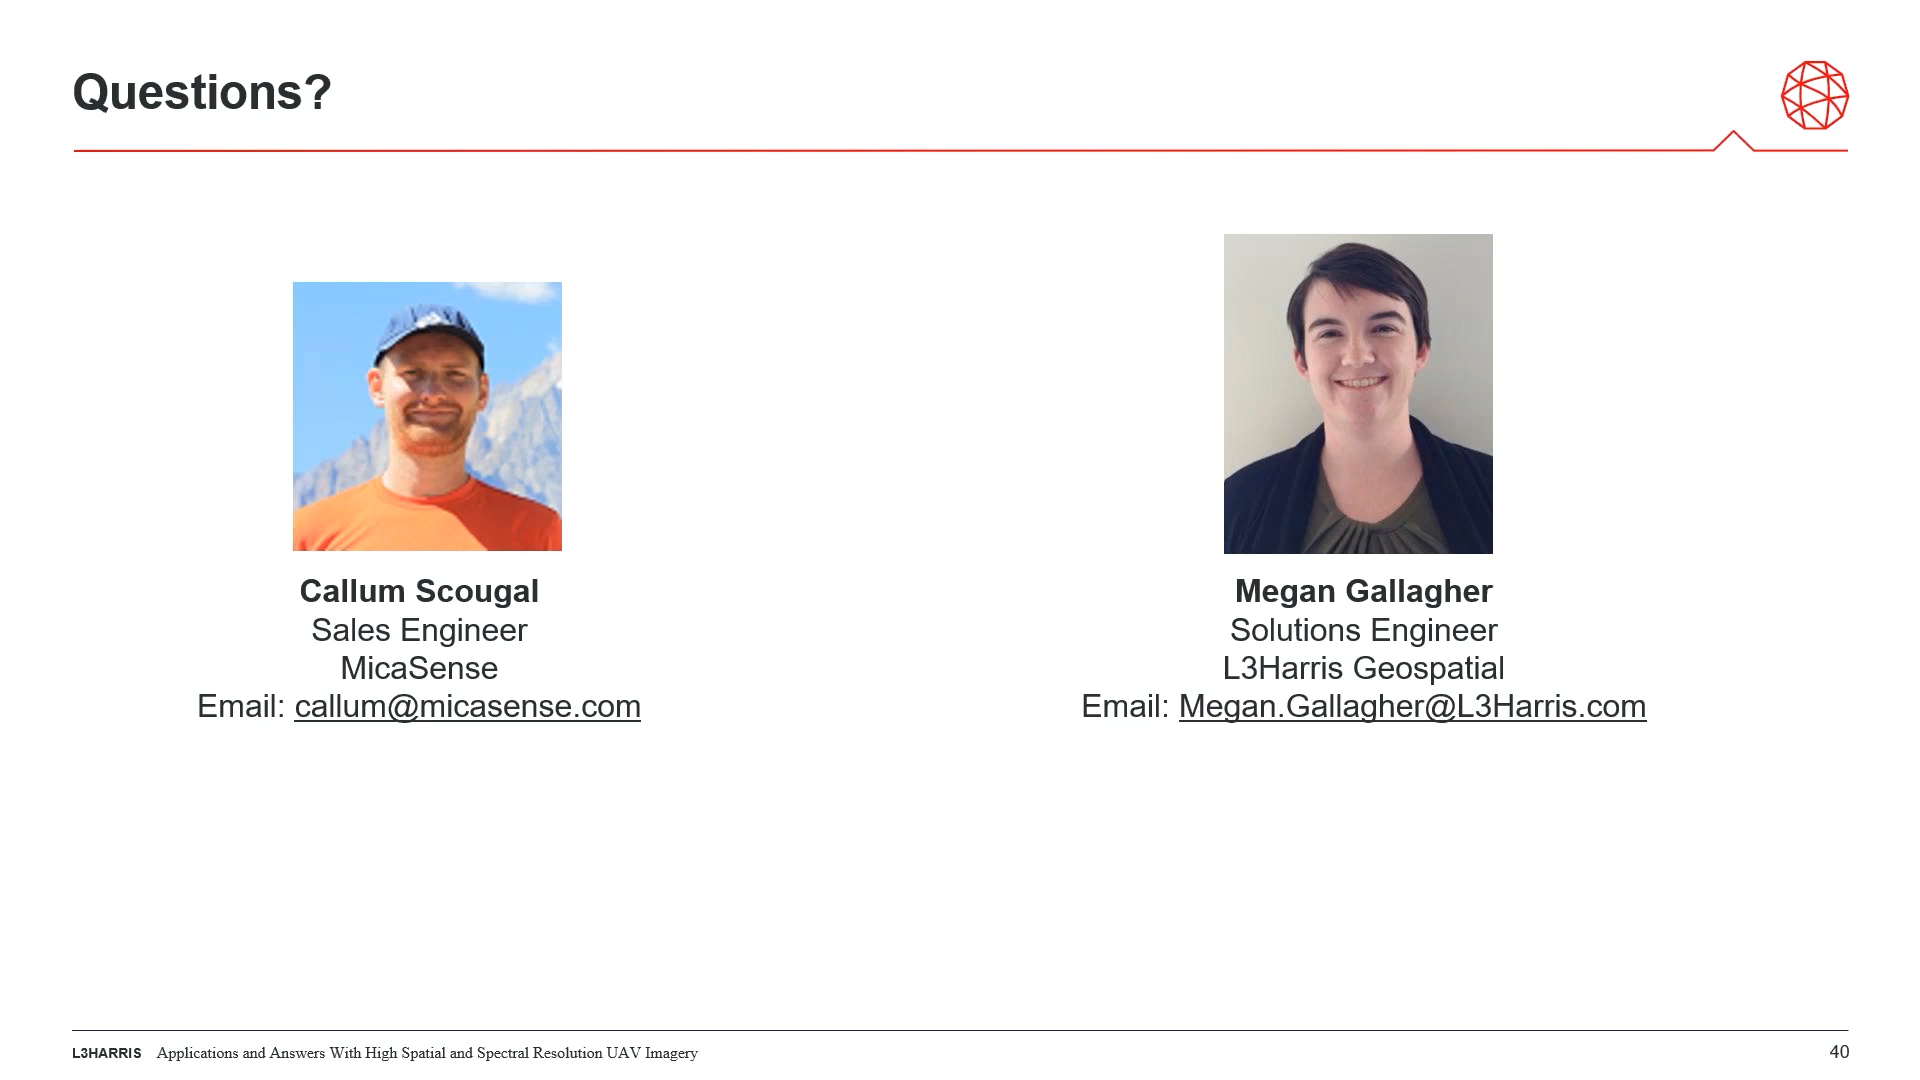 Questions?
Callum Scougal
Sales Engineer
MicaSense
Email: callum@micasense.com
Megan Gallagher
Solutions Engineer
L3Harris Geospatial
Email: Megan.Gallagher@L3Harris.com
L3HARRIS Applications and Answers With High Spatial and Spectral Resolution UAV Imagery
40